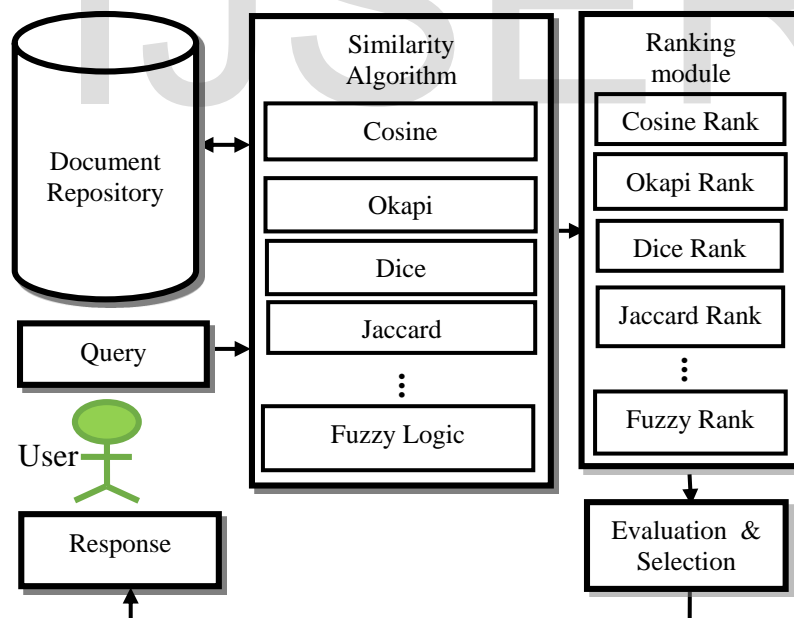 IJSER
Document
Repository
Query
User
Response
Similarity
Algorithm
Cosine
Okapi
Dice
Jaccard
Fuzzy Logic
Ranking
module
Cosine Rank
Okapi Rank
Dice Rank
Jaccard Rank
Fuzzy Rank
Evaluation &
Selection